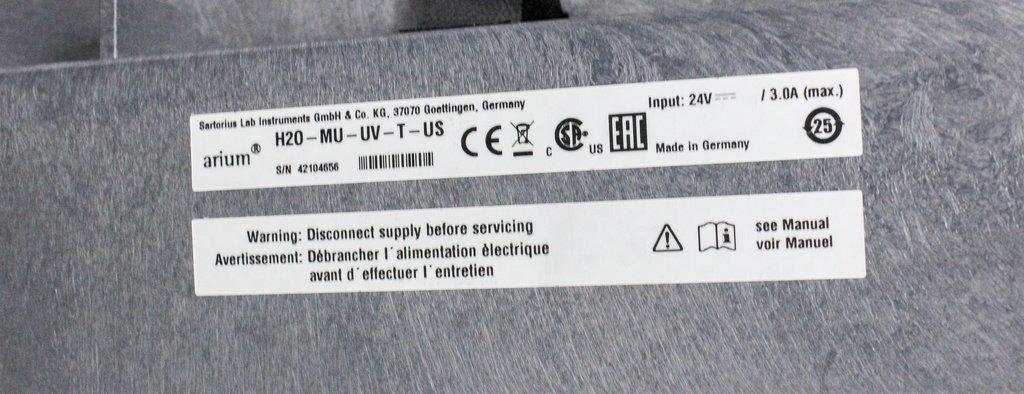 Sartorius Lab Instruments GmbH & Co. KG, 37070 Goettingen, Germany
arium® H2O-MU-UV-T-US
S/N 42104656
CE
C SA US
EAC
Input: 24V / 3.0A (max.)
Made in Germany
25
Warning: Disconnect supply before servicing
Avertissement: Débrancher l'alimentation èlectrique
avant d'effectuer l'entretien
see Manual
voir Manuel